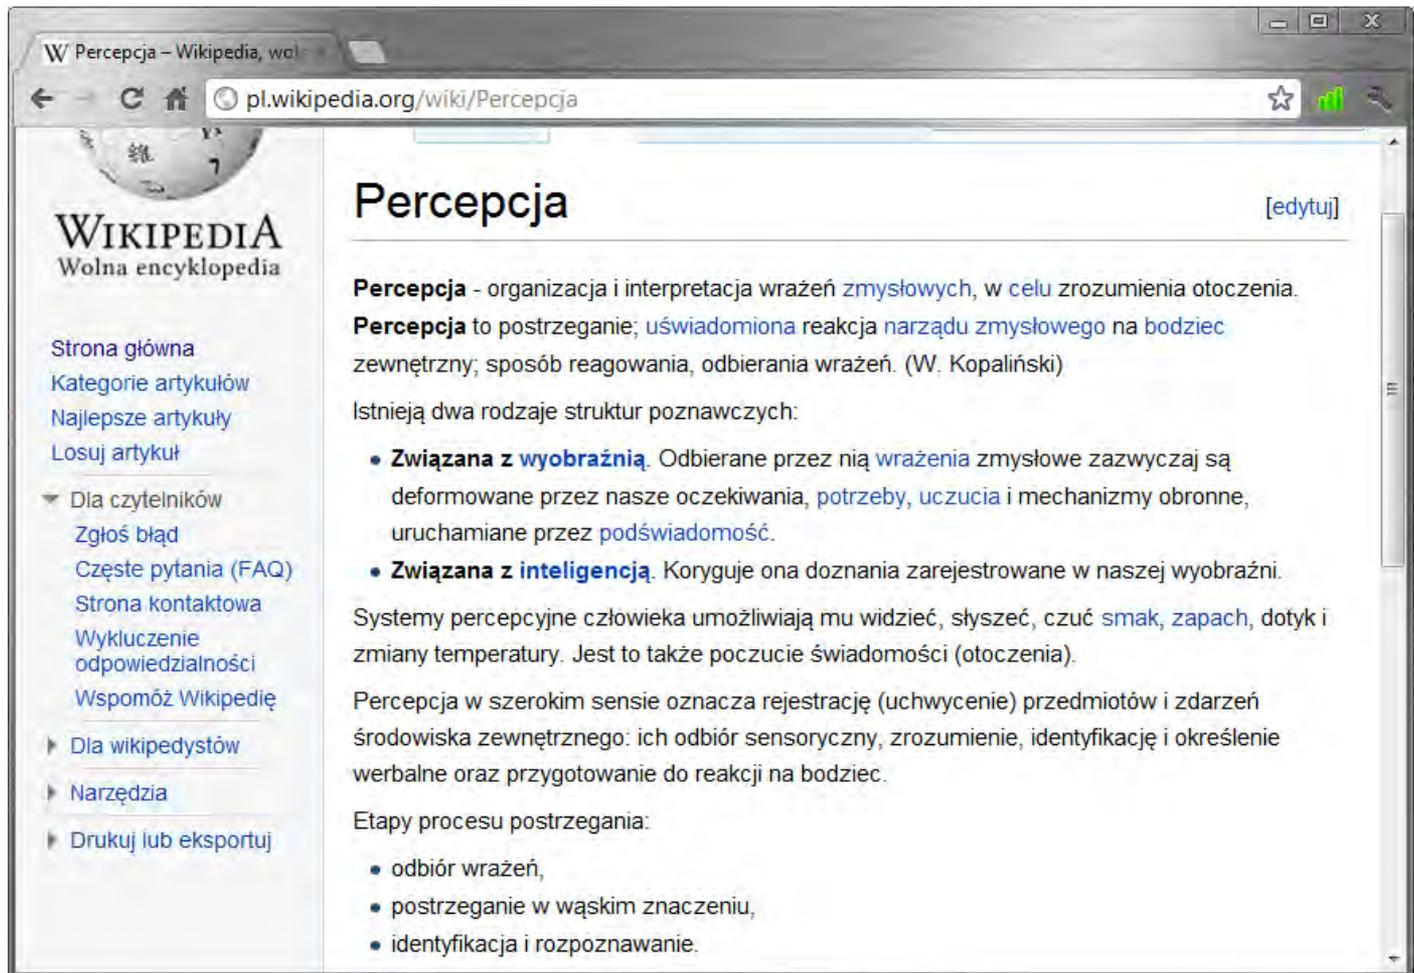 Percepcja – Wikipedia, wol
pl.wikipedia.org/wiki/Percepcja
WIKIPEDIA
Wolna encyklopedia
Strona główna
Kategorie artykułów
Najlepsze artykuły
Losuj artykuł
Dla czytelników
Zgłoś błąd
Częste pytania (FAQ)
Strona kontaktowa
Wykluczenie
odpowiedzialności
Wspomóż Wikipedię
Dla wikipedystów
Narzędzia
Drukuj lub eksportuj
Percepcja
[edytuj]
Percepcja - organizacja i interpretacja wrażeń zmysłowych, w celu zrozumienia otoczenia.
Percepcja to postrzeganie; uświadomiona reakcja narządu zmysłowego na bodziec
zewnętrzny; sposób reagowania, odbierania wrażeń. (W. Kopaliński)
Istnieją dwa rodzaje struktur poznawczych:
• Związana z wyobraźnią. Odbierane przez nią wrażenia zmysłowe zazwyczaj są
deformowane przez nasze oczekiwania, potrzeby, uczucia i mechanizmy obronne,
uruchamiane przez podświadomość.
• Związana z inteligencją. Koryguje ona doznania zarejestrowane w naszej wyobraźni.
Systemy percepcyjne człowieka umożliwiają mu widzieć, słyszeć, czuć smak, zapach, dotyk i
zmiany temperatury. Jest to także poczucie świadomości (otoczenia).
Percepcja w szerokim sensie oznacza rejestrację (uchwycenie) przedmiotów i zdarzeń
środowiska zewnętrznego: ich odbiór sensoryczny, zrozumienie, identyfikację i określenie
werbalne oraz przygotowanie do reakcji na bodziec.
Etapy procesu postrzegania:
• odbiór wrażeń,
• postrzeganie w wąskim znaczeniu,
• identyfikacja i rozpoznawanie.